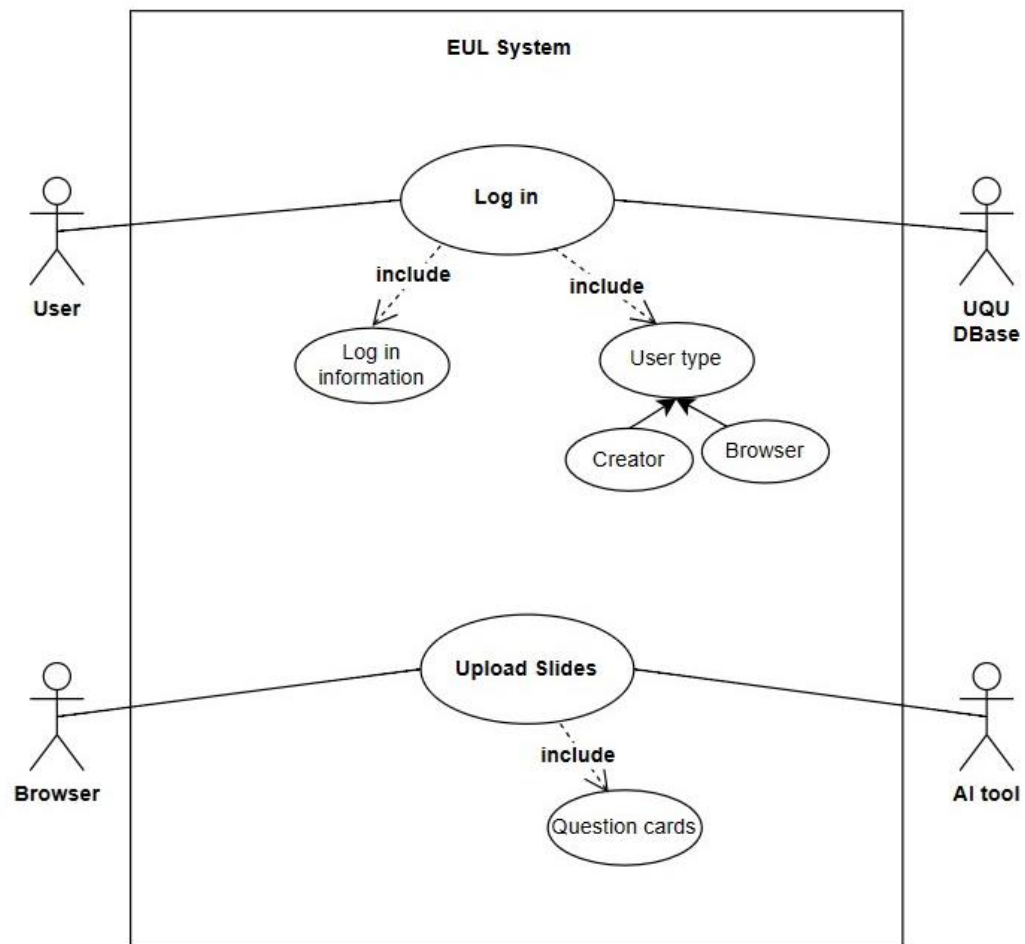 EUL System
Log in
include
include
User
UQU
DBase
Log in
information
User type
Creator
Browser
Upload Slides
include
Browser
AI tool
Question cards